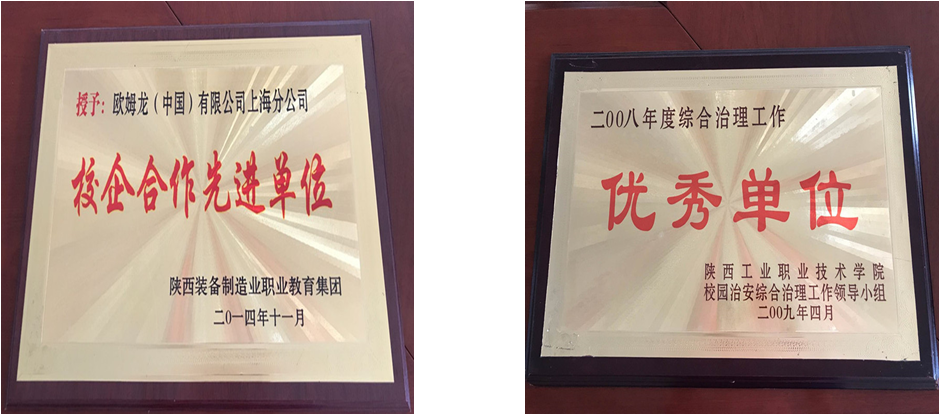 授予：欧姆龙（中国）有限公司上海分公司
校企合作先进单位
陕西装备制造业职业教育集团
二〇一四年十一月
二00八年度综合治理工作
优秀单位
陕西工业职业技术学院
校园治安综合治理工作领导小组
二00九年四月